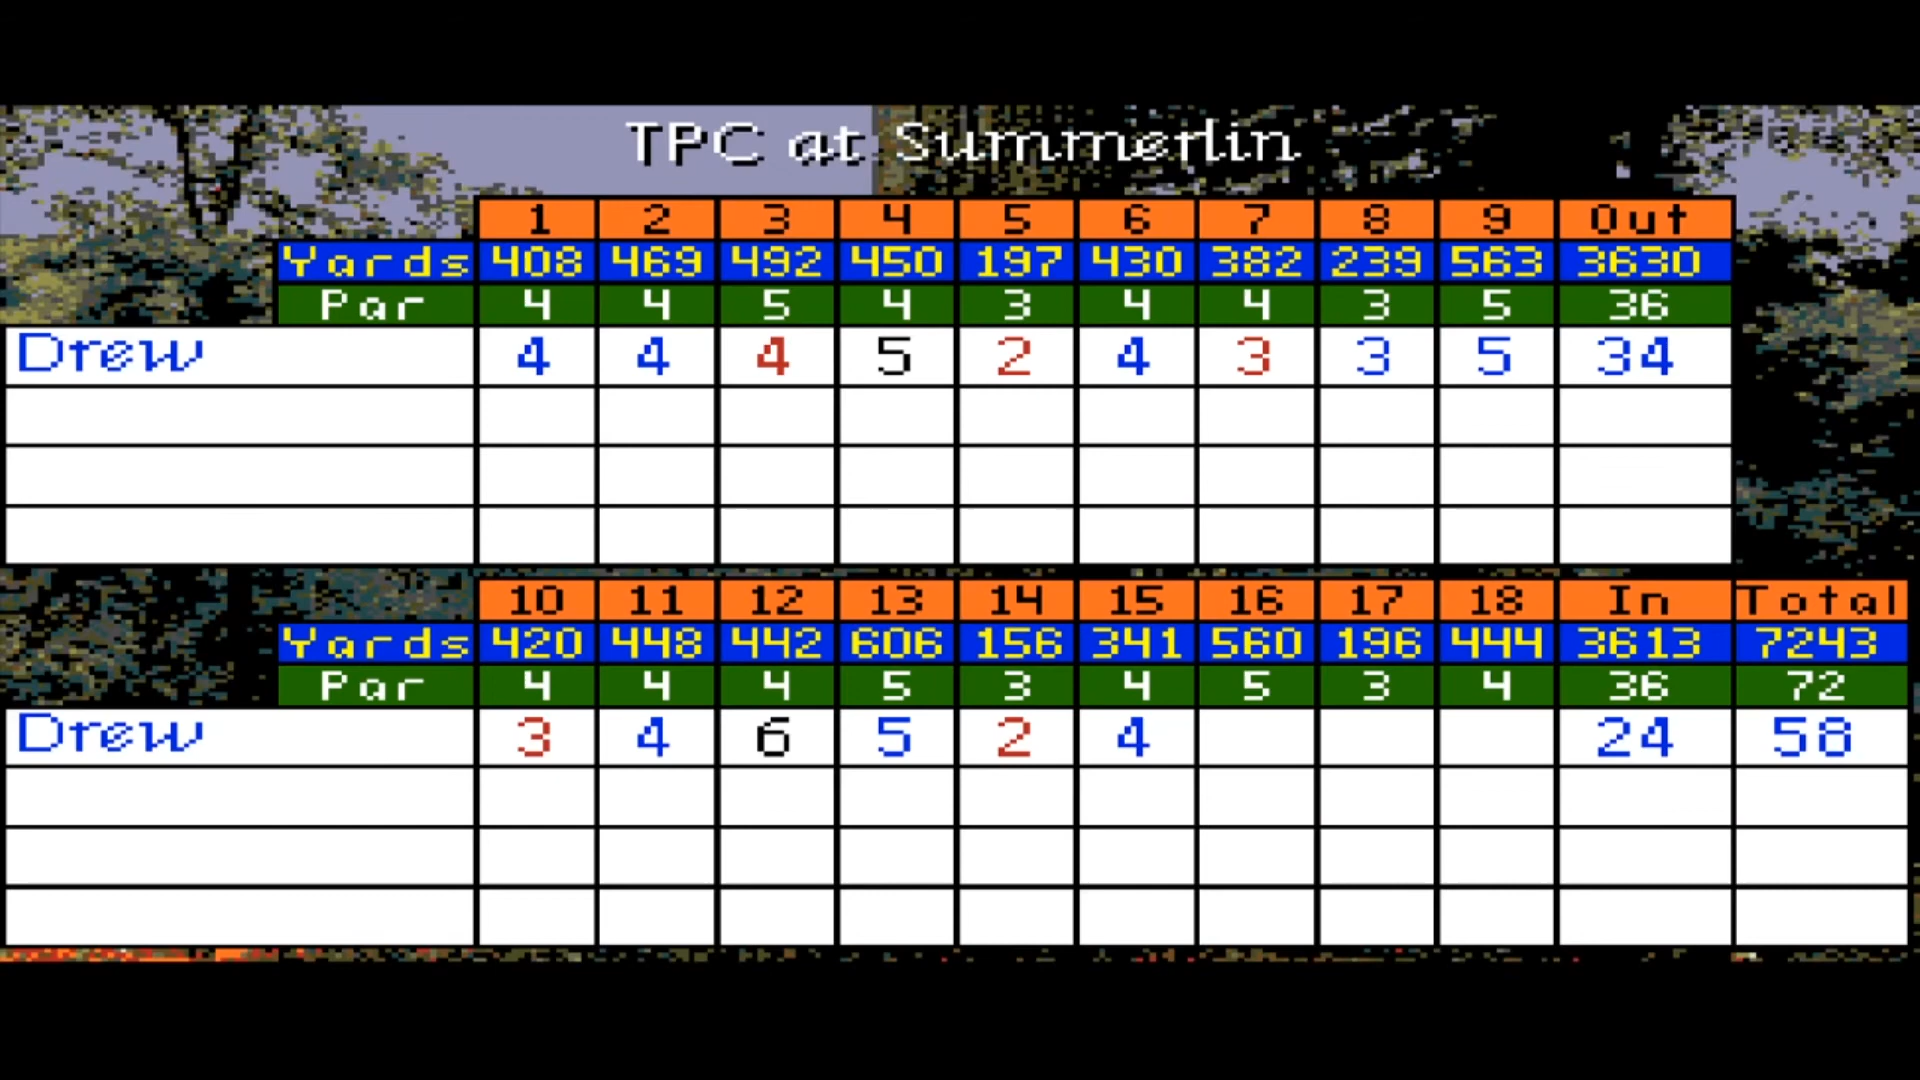 TPC at Summerlin
1 2 3 4 5 6 7 8 9 Out
Yards 408 469 492 450 197 430 382 239 563 3630
Par 4 4 5 4 3 4 4 3 5 36
Drew 4 4 4 5 2 4 3 3 5 34
10 11 12 13 14 15 16 17 18 In Total
Yards 420 448 442 606 156 341 560 196 444 3613 7243
Par 4 4 4 5 3 4 5 3 4 36 72
Drew 3 4 6 5 2 4 24 58